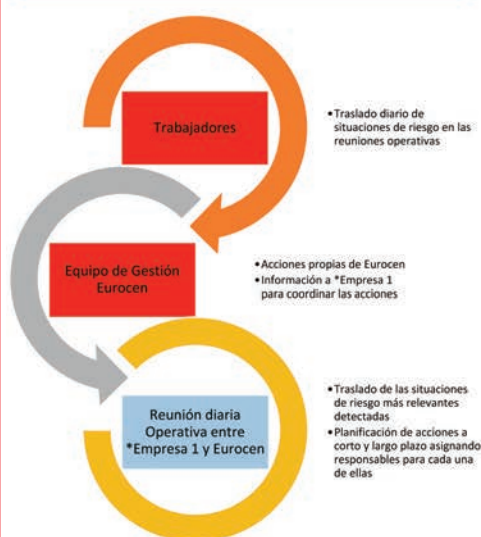 Trabajadores
•Traslado diario de
situaciones de riesgo en las
reuniones operativas
Equipo de Gestión
Eurocen
•Acciones propias de Eurocen
•Información a *Empresa 1
para coordinar las acciones
Reunión diaria
Operativa entre
*Empresa 1 y Eurocen
•Traslado de las situaciones
de riesgo más relevantes
detectadas
•Planificación de acciones a
corto y largo plazo asignando
responsables para cada una
de ellas